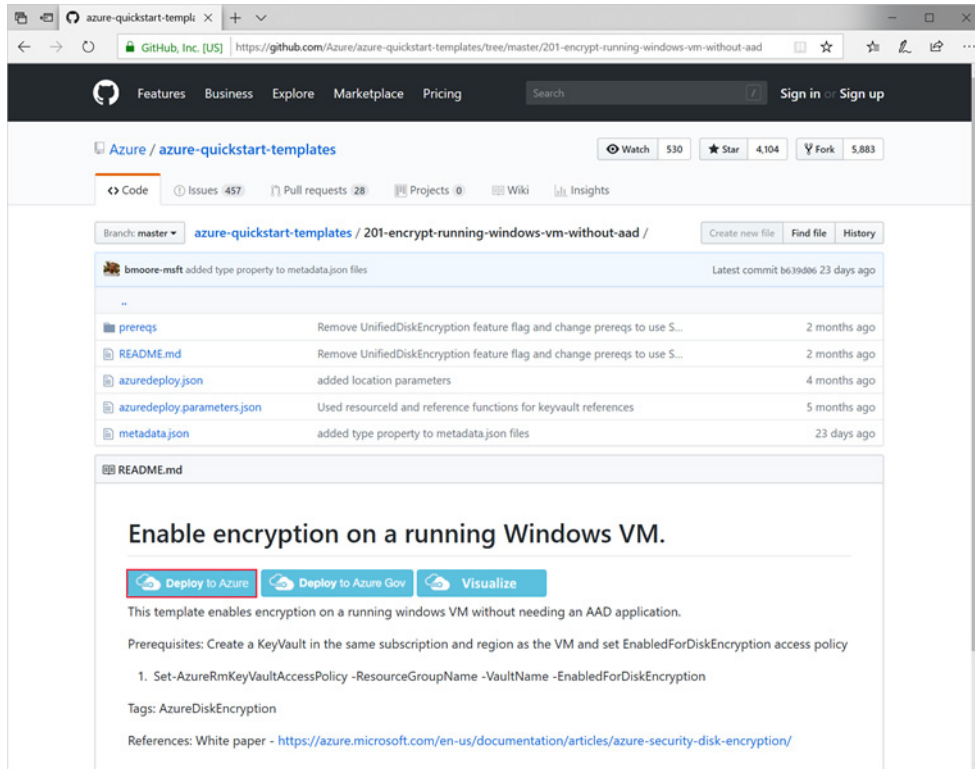 azure-quickstart-templa
GitHub, Inc. [US] https://github.com/Azure/azure-quickstart-templates/tree/master/201-encrypt-running-windows-vm-without-aad
Features Business Explore Marketplace Pricing Search / Sign in or Sign up
Azure / azure-quickstart-templates Watch 530 Star 4,104 Fork 5,883
Code Issues 457 Pull requests 28 Projects 0 Wiki Insights
Branch: master azure-quickstart-templates / 201-encrypt-running-windows-vm-without-aad / Create new file Find file History
bmoore-msft added type property to metadata.json files Latest commit b639d06 23 days ago
..
prereqs Remove UnifiedDiskEncryption feature flag and change prereqs to use S... 2 months ago
README.md Remove UnifiedDiskEncryption feature flag and change prereqs to use S... 2 months ago
azuredeploy.json added location parameters 4 months ago
azuredeploy.parameters.json Used resourceId and reference functions for keyvault references 5 months ago
metadata.json added type property to metadata.json files 23 days ago
README.md
Enable encryption on a running Windows VM.
Deploy to Azure Deploy to Azure Gov Visualize
This template enables encryption on a running windows VM without needing an AAD application.
Prerequisites: Create a KeyVault in the same subscription and region as the VM and set EnabledForDiskEncryption access policy
1. Set-AzureRmKeyVaultAccessPolicy -ResourceGroupName -VaultName -EnabledForDiskEncryption
Tags: AzureDiskEncryption
References: White paper - https://azure.microsoft.com/en-us/documentation/articles/azure-security-disk-encryption/